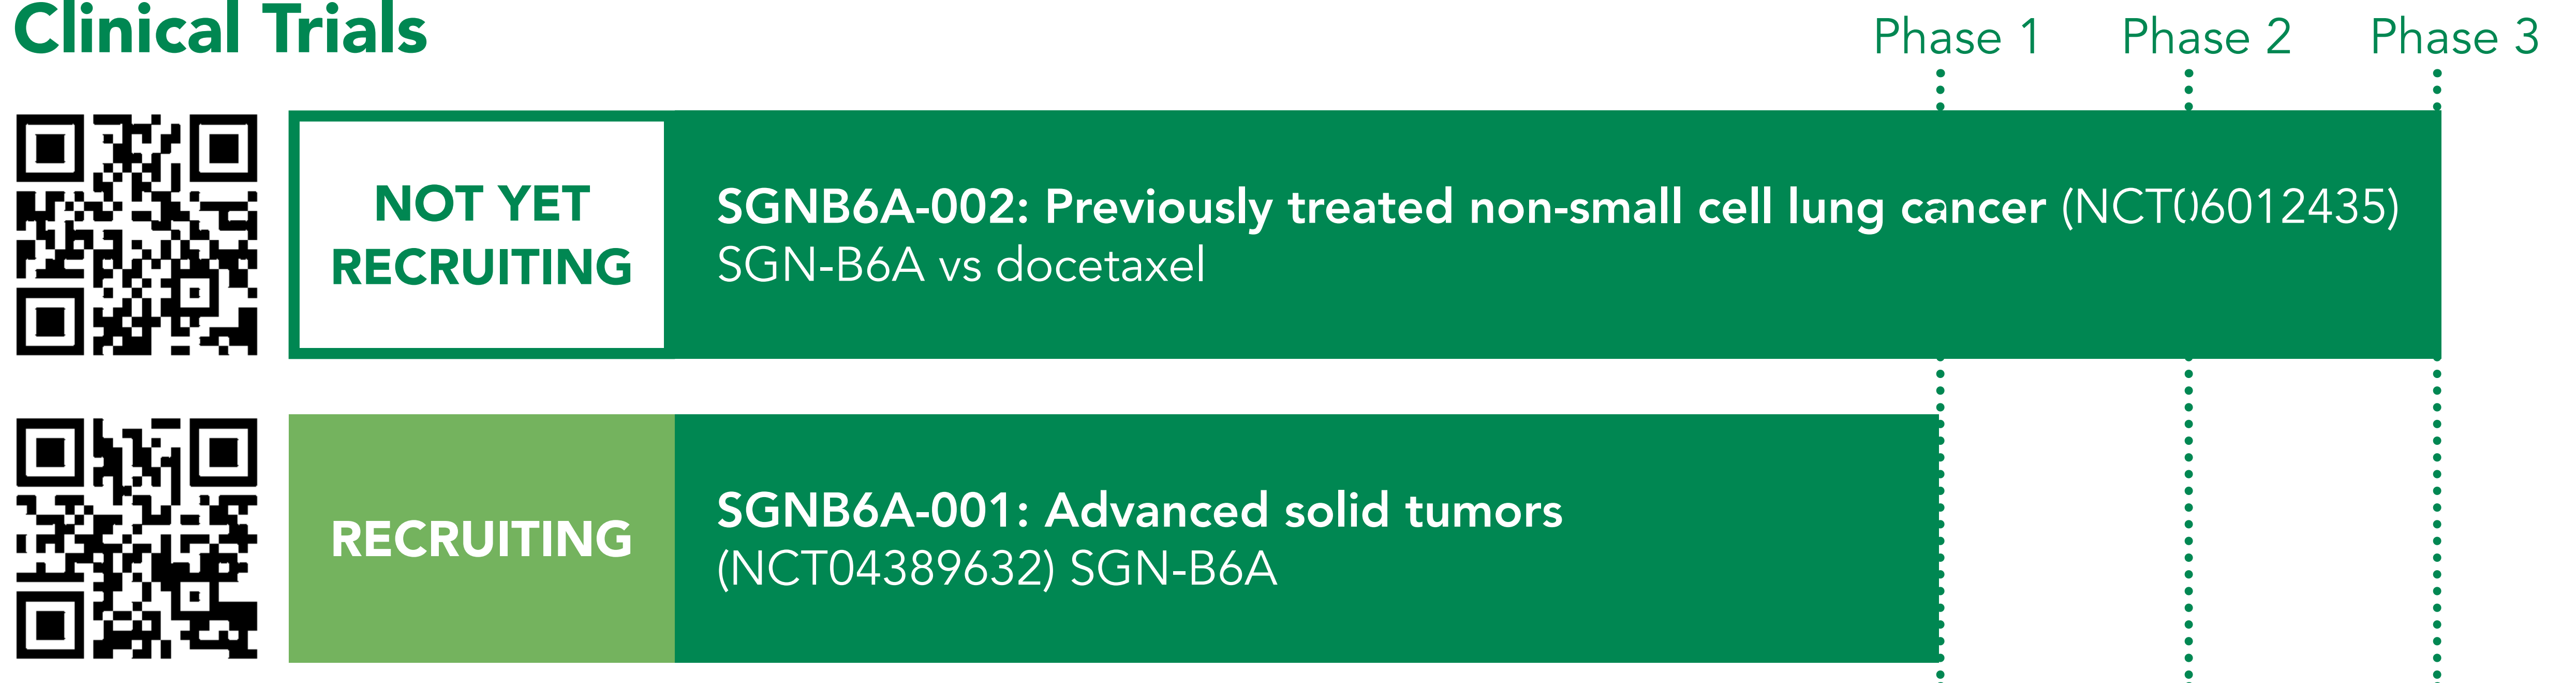 Clinical Trials
Phase 1 Phase 2 Phase 3
NOT YET
RECRUITING
SGNB6A-002: Previously treated non-small cell lung cancer (NCT06012435)
SGN-B6A vs docetaxel
RECRUITING
SGNB6A-001: Advanced solid tumors
(NCT04389632) SGN-B6A